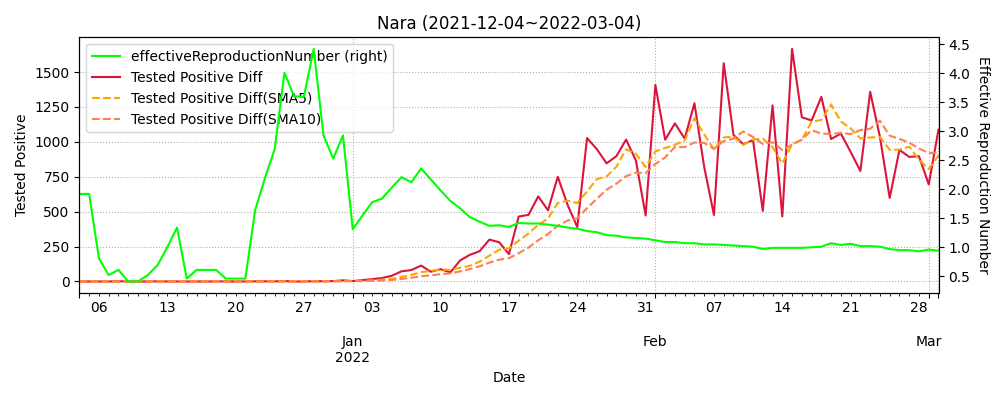 Nara (2021-12-04~2022-03-04)
effectiveReproductionNumber (right)
Tested Positive Diff
Tested Positive Diff(SMA5)
Tested Positive Diff(SMA10)
Tested Positive
1500
1250
1000
750
500
250
0
4.5
4.0
3.5
3.0
2.5
2.0
1.5
1.0
0.5
Effective Reproduction Number
06 13 20 27 03 10 17 24 31 07 14 21 28
Jan Feb Mar
2022
Date